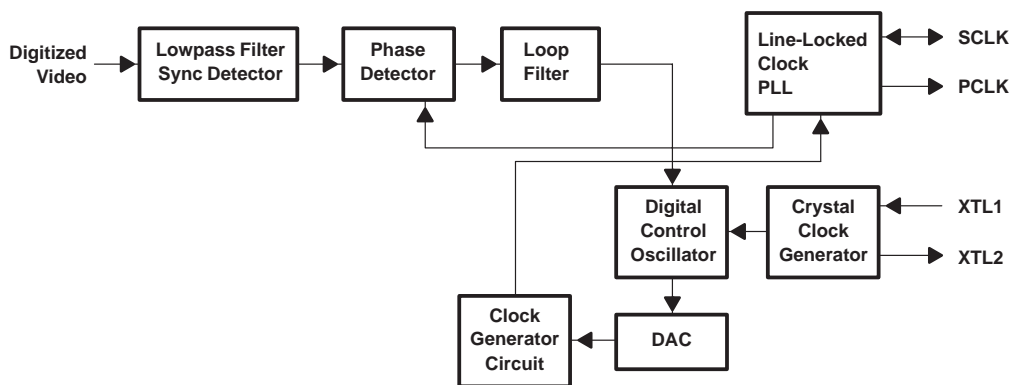 Digitized
Video
Lowpass Filter
Sync Detector
Phase
Detector
Loop
Filter
Line-Locked
Clock
PLL
SCLK
PCLK
Digital
Control
Oscillator
Crystal
Clock
Generator
XTL1
XTL2
Clock
Generator
Circuit
DAC